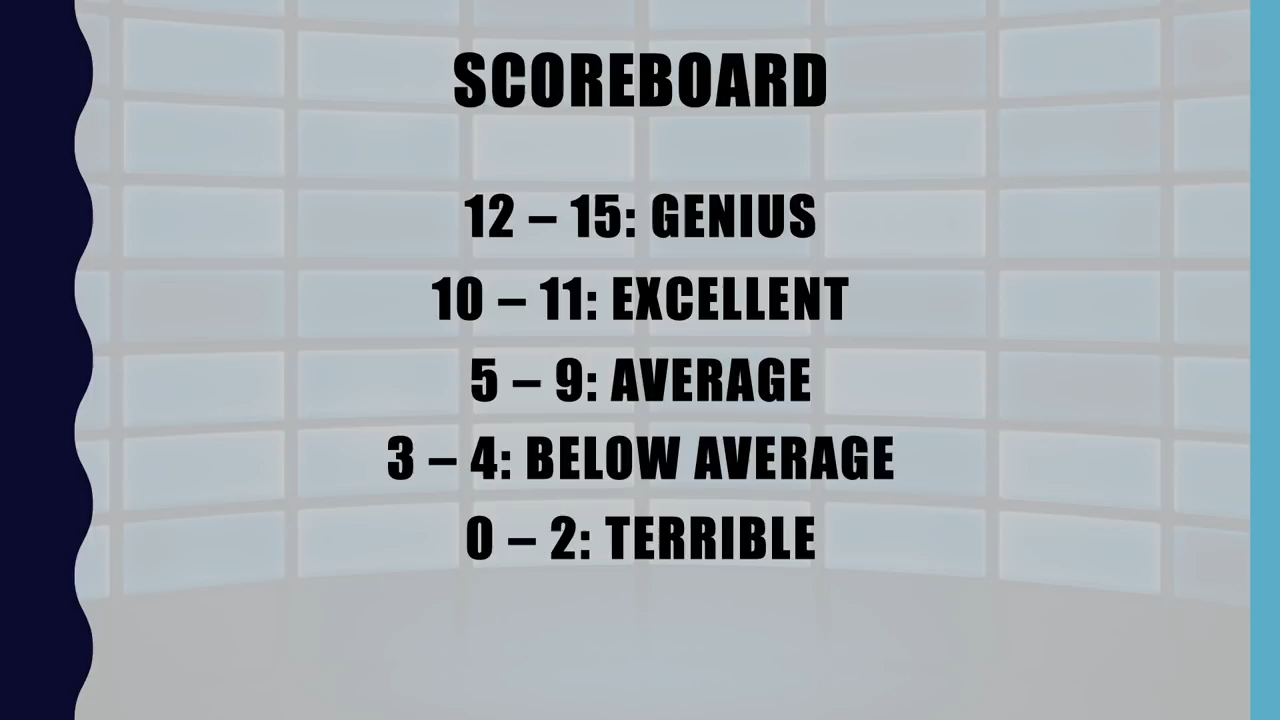 SCOREBOARD
12 – 15: GENIUS
10 – 11: EXCELLENT
5 – 9: AVERAGE
3 – 4: BELOW AVERAGE
0 – 2: TERRIBLE